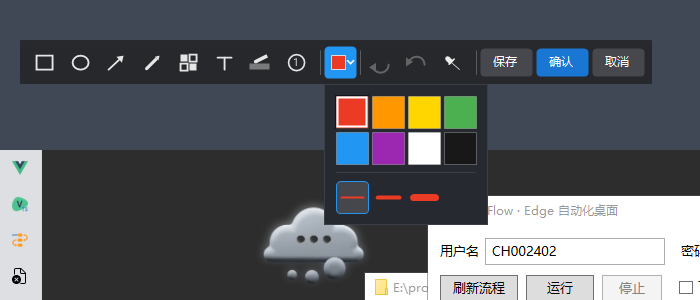 保存 确认 取消
Flow · Edge 自动化桌面
用户名 CH002402 密
E:\pro
刷新流程 运行 停止